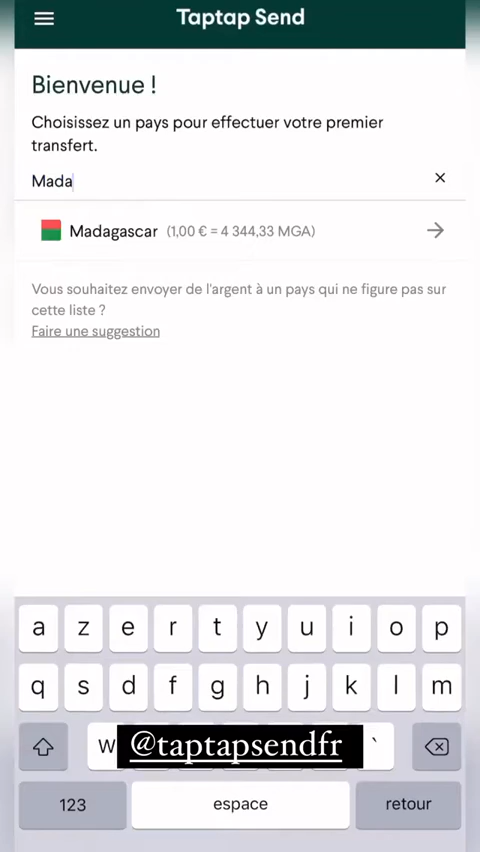 Taptap Send
Bienvenue !
Choisissez un pays pour effectuer votre premier
transfert.
Mada
Madagascar (1,00 € = 4 344,33 MGA)
Vous souhaitez envoyer de l'argent à un pays qui ne figure pas sur
cette liste ?
Faire une suggestion
a z e r t y u i o p
q s d f g h j k l m
w @taptapsendfr `
123 espace retour